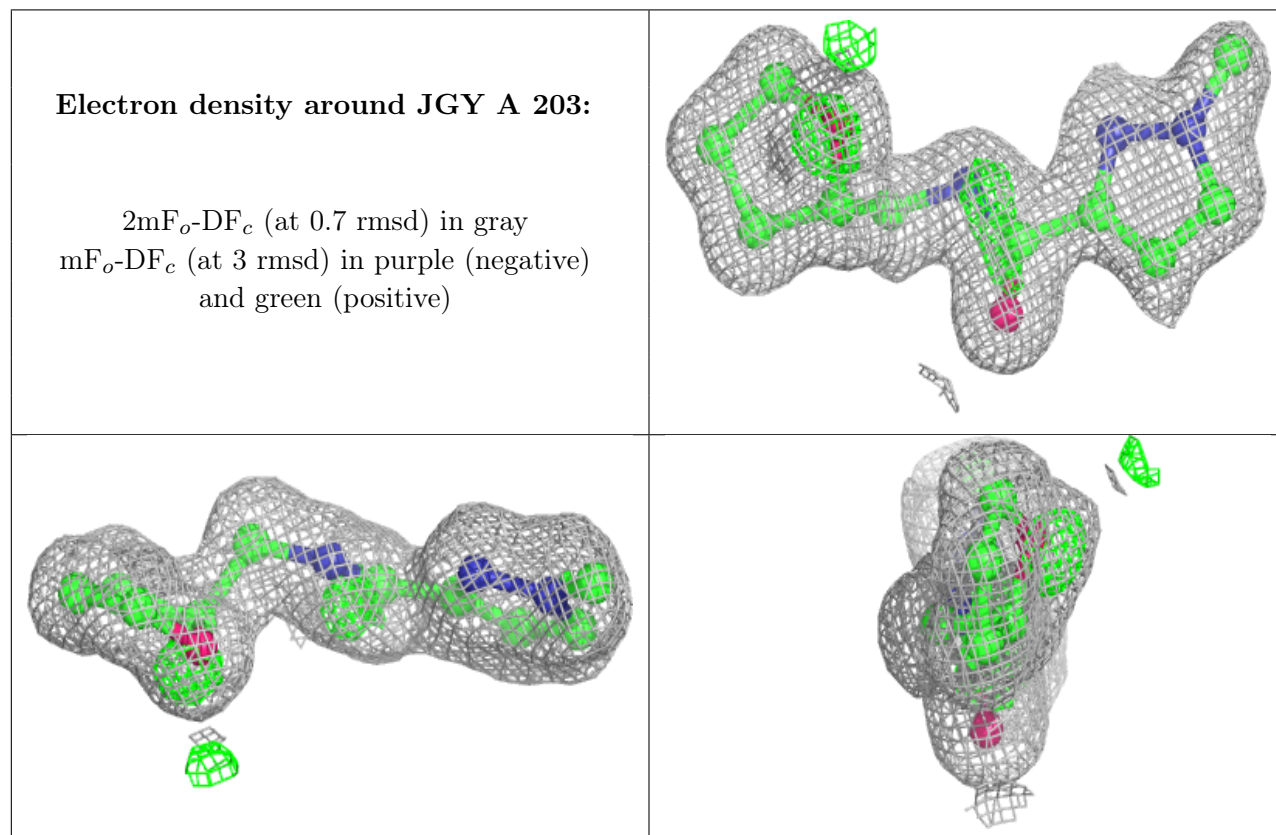 Electron density around JGY A 203:
2mFo-DFc (at 0.7 rmsd) in gray
mFo-DFc (at 3 rmsd) in purple (negative)
and green (positive)